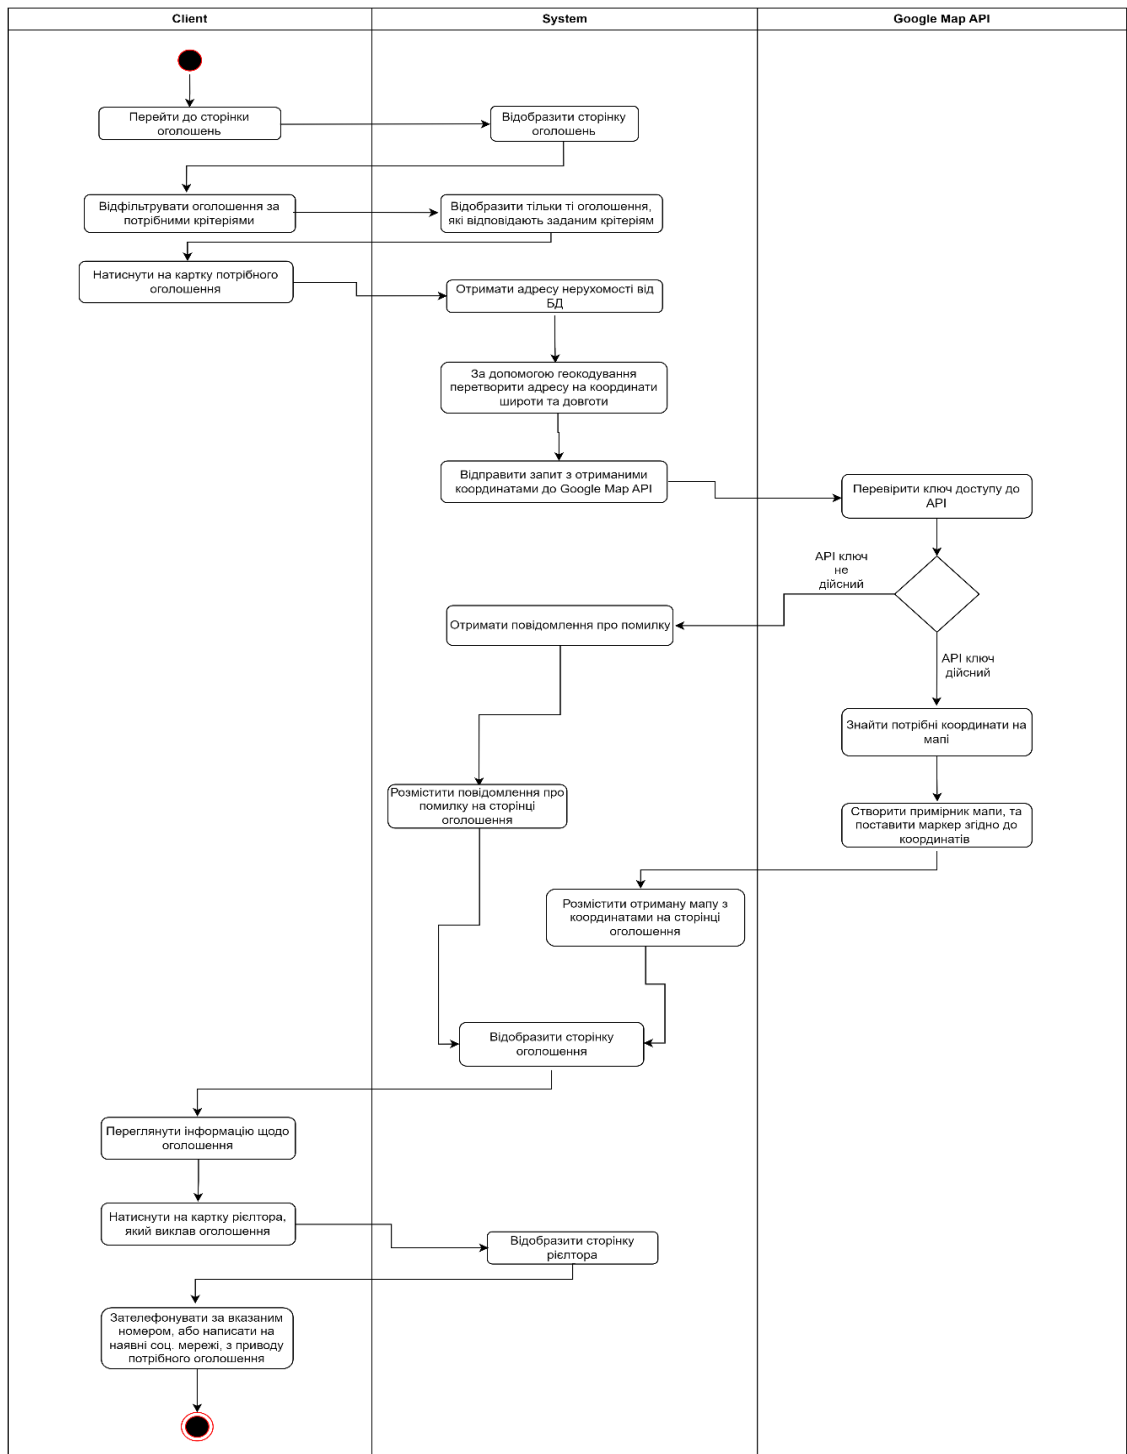 Client
System
Google Map API
Перейти до сторінки
оголошень
Відобразити сторінку
оголошень
Відфільтрувати оголошення за
потрібними крітеріями
Відобразити тільки ті оголошення,
які відповідають заданим крітеріям
Натиснути на картку потрібного
оголошення
Отримати адресу нерухомості від
БД
За допомогою геокодування
перетворити адресу на координати
широти та довготи
Відправити запит з отриманими
координатами до Google Map API
Перевірити ключ доступу до
API
API ключ
не
дійсний
Отримати повідомлення про помилку
API ключ
дійсний
Знайти потрібні координати на
мапі
Розмістити повідомлення про
помилку на сторінці
оголошення
Створити примірник мапи, та
поставити маркер згідно до
координатів
Розмістити отриману мапу з
координатами на сторінці
оголошення
Відобразити сторінку
оголошення
Переглянути інформацію щодо
оголошення
Натиснути на картку рієлтора,
який виклав оголошення
Відобразити сторінку
рієлтора
Зателефонувати за вказаним
номером, або написати на
наявні соц. мережі, з приводу
потрібного оголошення